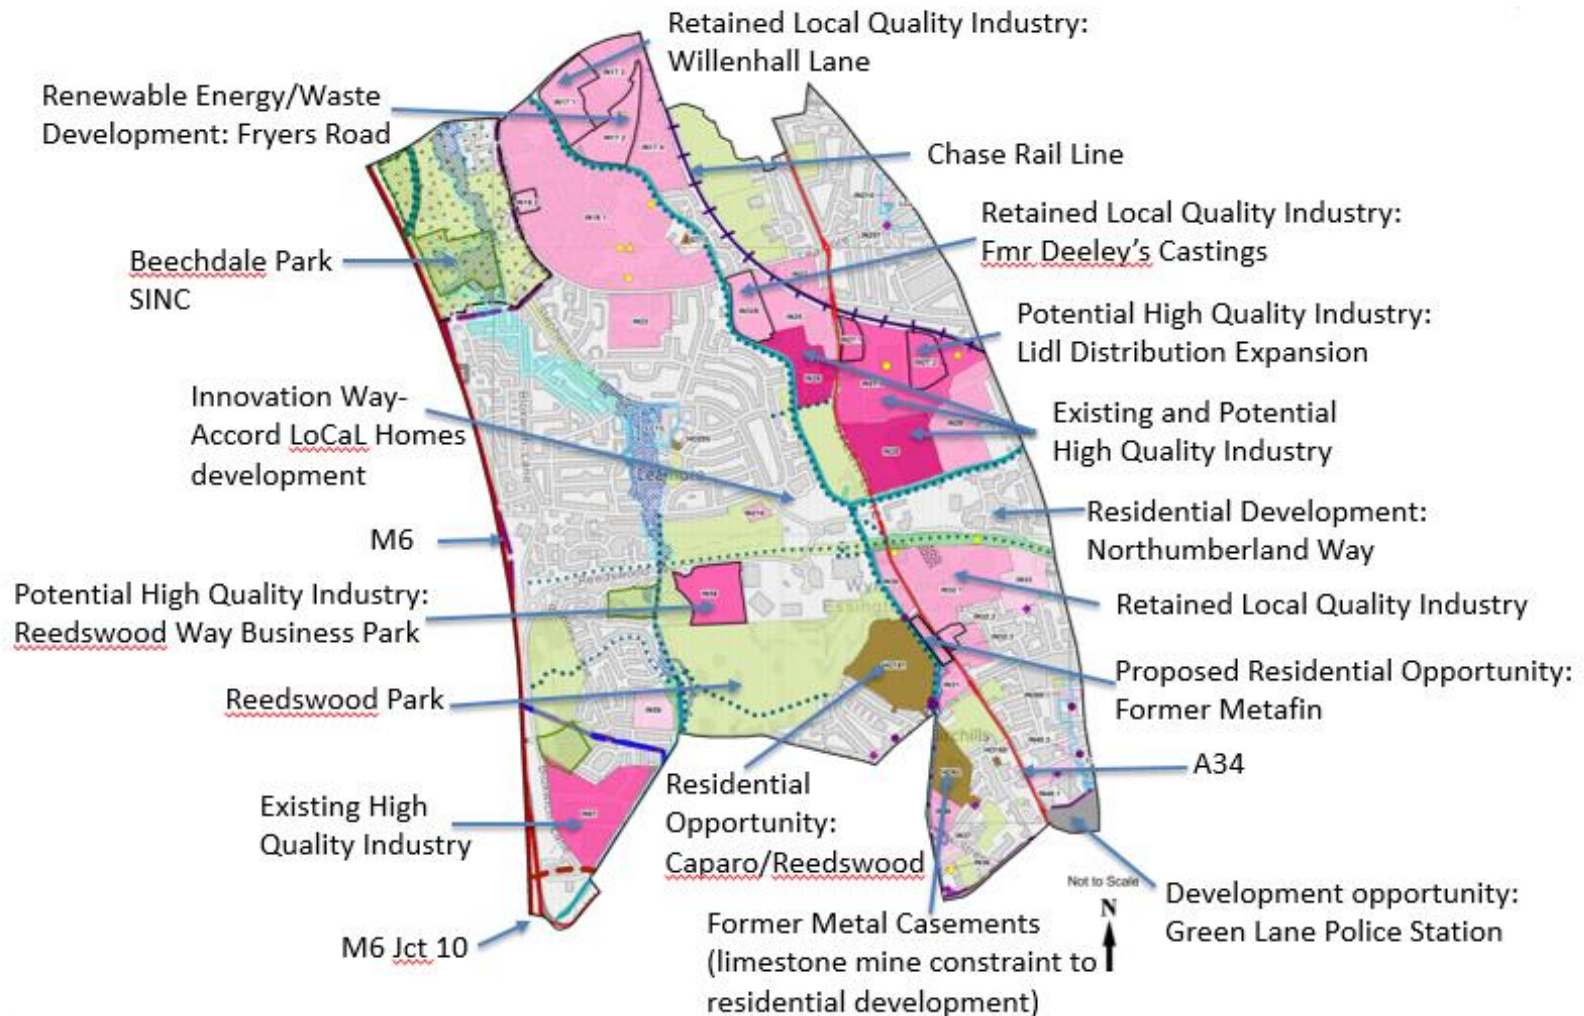 Retained Local Quality Industry:
Willenhall Lane
Renewable Energy/Waste
Development: Fryers Road
Chase Rail Line
Retained Local Quality Industry:
Fmr Deeley's Castings
Beechdale Park
SINC
Potential High Quality Industry:
Lidl Distribution Expansion
Innovation Way-
Accord LoCaL Homes
development
Existing and Potential
High Quality Industry
M6
Residential Development:
Northumberland Way
Potential High Quality Industry:
Reedswood Way Business Park
Retained Local Quality Industry
Reedswood Park
Proposed Residential Opportunity:
Former Metafin
A34
Existing High
Quality Industry
Residential
Opportunity:
Caparo/Reedswood
Not to Scale
N
Development opportunity:
Green Lane Police Station
Former Metal Casements
(limestone mine constraint to
residential development)
M6 Jct 10